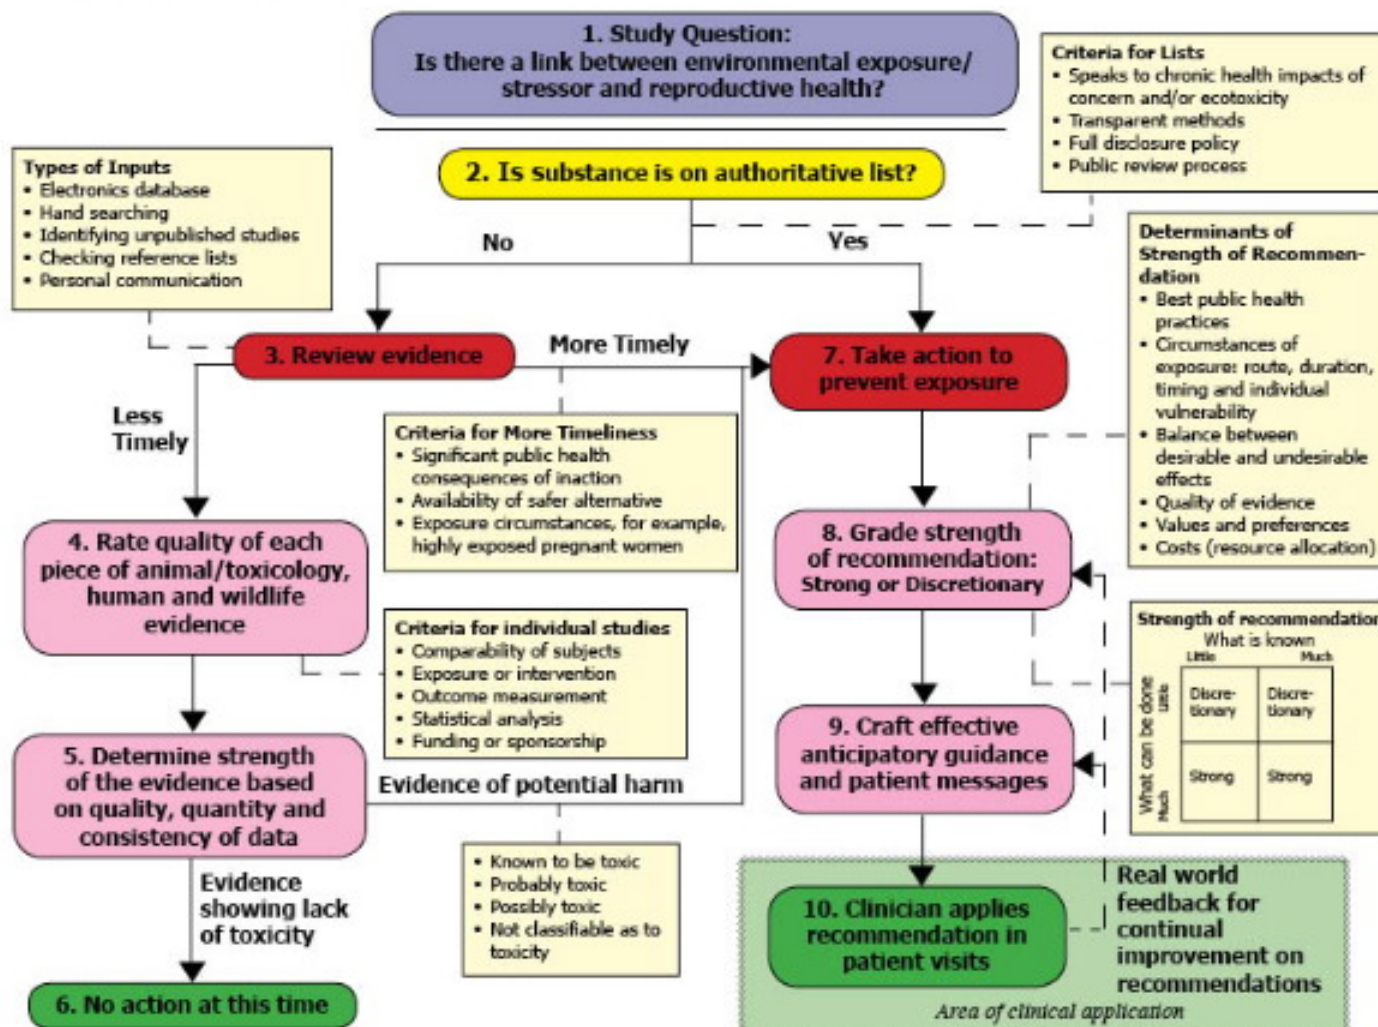 1. Study Question:
Is there a link between environmental exposure/
stressor and reproductive health?
Criteria for Lists
• Speaks to chronic health impacts of
concern and/or ecotoxicity
• Transparent methods
• Full disclosure policy
• Public review process
Types of Inputs
• Electronics database
• Hand searching
• Identifying unpublished studies
• Checking reference lists
• Personal communication
2. Is substance is on authoritative list?
No
Yes
Determinants of
Strength of Recommen-
dation
• Best public health
practices
• Circumstances of
exposure: route, duration,
timing and individual
vulnerability
• Balance between
desirable and undesirable
effects
• Quality of evidence
• Values and preferences
• Costs (resource allocation)
3. Review evidence
More Timely
7. Take action to
prevent exposure
Less
Timely
Criteria for More Timeliness
• Significant public health
consequences of inaction
• Availability of safer alternative
• Exposure circumstances, for example,
highly exposed pregnant women
4. Rate quality of each
piece of animal/toxicology,
human and wildlife
evidence
8. Grade strength
of recommendation:
Strong or Discretionary
Criteria for individual studies
• Comparability of subjects
• Exposure or intervention
• Outcome measurement
• Statistical analysis
• Funding or sponsorship
Strength of recommendation
What is known
Little Much
What can be done
Little
Much
Discre-
tionary
Discre-
tionary
Strong
Strong
5. Determine strength
of the evidence based
on quality, quantity and
consistency of data
Evidence of potential harm
9. Craft effective
anticipatory guidance
and patient messages
• Known to be toxic
• Probably toxic
• Possibly toxic
• Not classifiable as to
toxicity
Evidence
showing lack
of toxicity
6. No action at this time
10. Clinician applies
recommendation in
patient visits
Real world
feedback for
continual
improvement on
recommendations
Area of clinical application